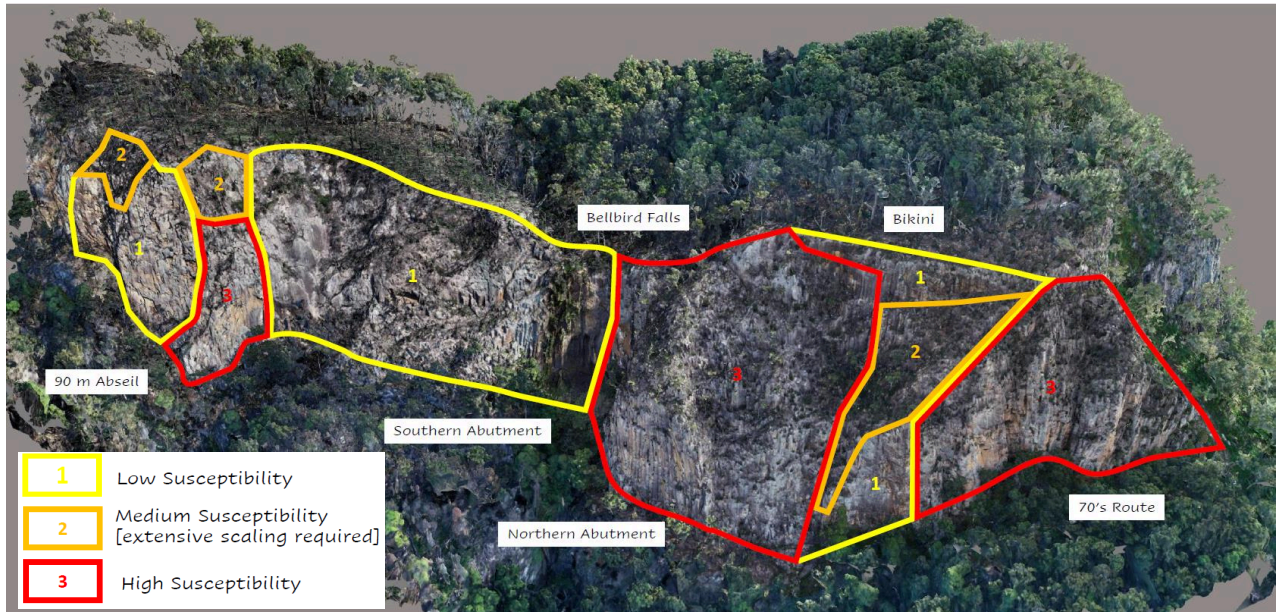 2
2
1
1
3
Bellbird Falls
Bikini
1
2
3
3
1
90 m Abseil
Southern Abutment
Northern Abutment
70's Route
1 Low Susceptibility
2 Medium Susceptibility
[extensive scaling required]
3 High Susceptibility